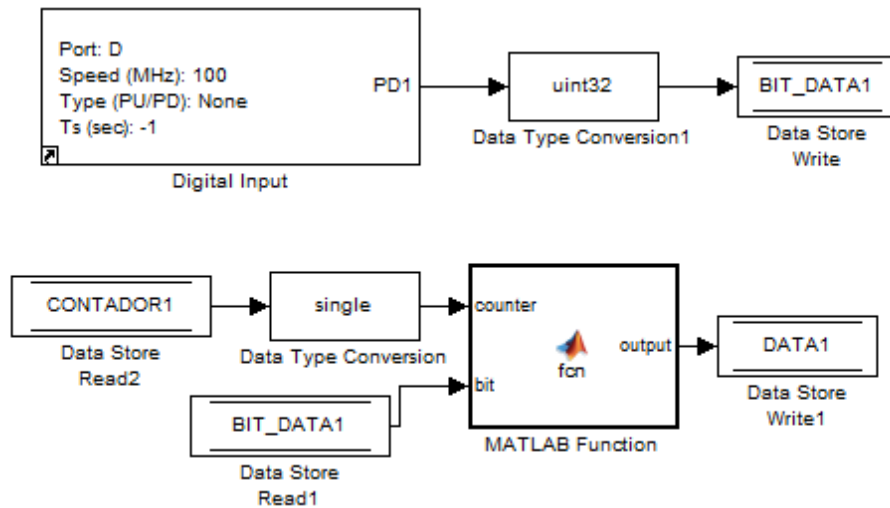 Port: D
Speed (MHz): 100
Type (PU/PD): None
Ts (sec): -1
PD1
Digital Input
uint32
Data Type Conversion1
BIT_DATA1
Data Store
Write
CONTADOR1
Data Store
Read2
single
Data Type Conversion
BIT_DATA1
Data Store
Read1
counter
bit
fcn
output
MATLAB Function
DATA1
Data Store
Write1